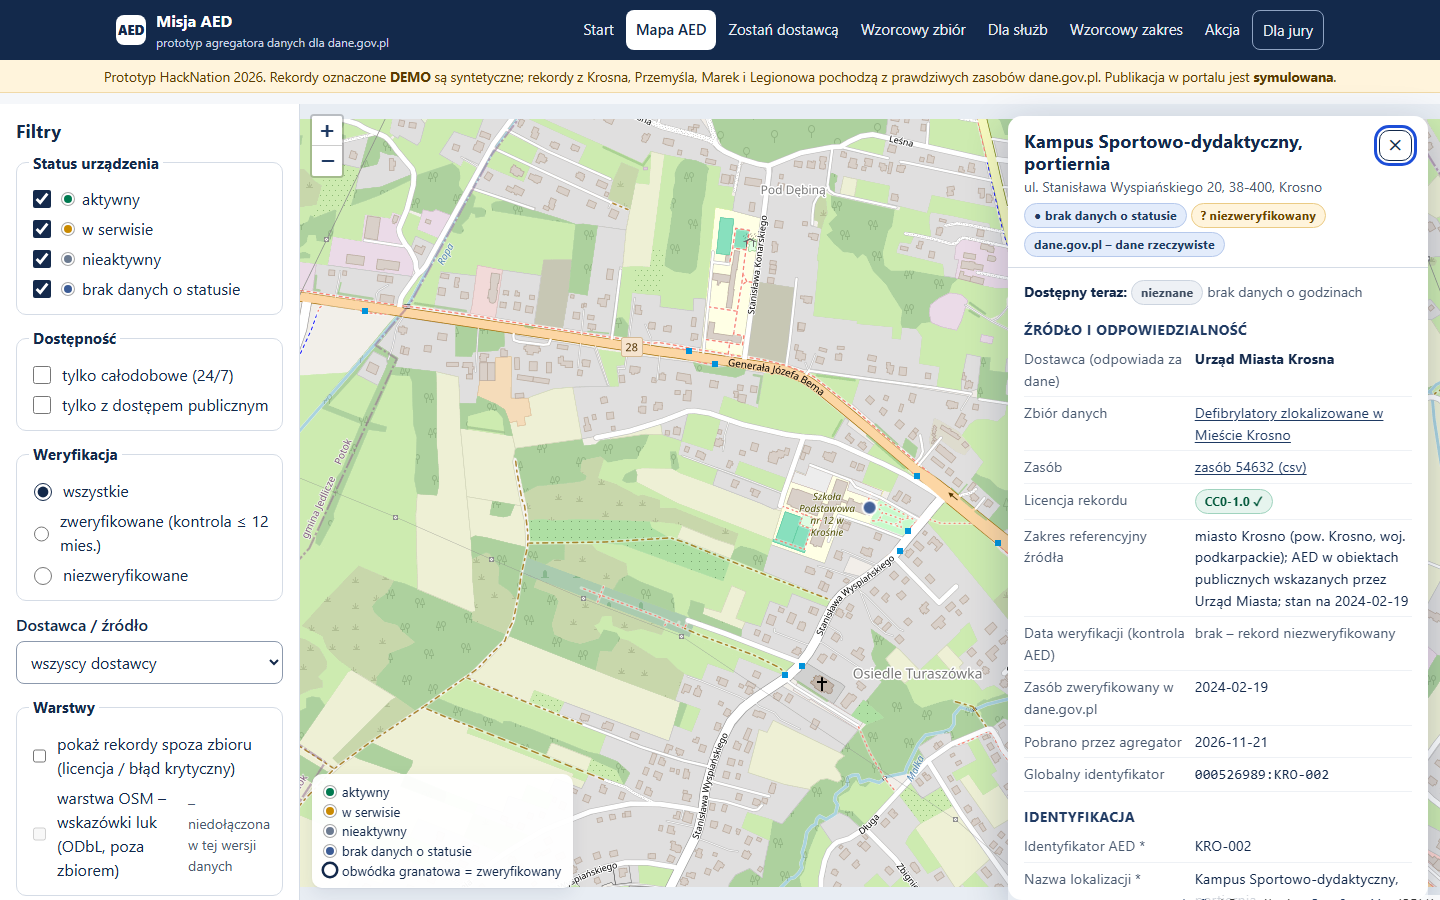 AED
Misja AED
prototyp agregatora danych dla dane.gov.pl
Start
Mapa AED
Zostań dostawcą
Wzorcowy zbiór
Dla służb
Wzorcowy zakres
Akcja
Dla jury
Prototyp HackNation 2026. Rekordy oznaczone DEMO są syntetyczne; rekordy z Krosna, Przemyśla, Marek i Legionowa pochodzą z prawdziwych zasobów dane.gov.pl. Publikacja w portalu jest symulowana.
Filtry
Status urządzenia
aktywny
w serwisie
nieaktywny
brak danych o statusie
Dostępność
tylko całodobowe (24/7)
tylko z dostępem publicznym
Weryfikacja
wszystkie
zweryfikowane (kontrola ≤ 12
mies.)
niezweryfikowane
Dostawca / źródło
wszyscy dostawcy
Warstwy
pokaż rekordy spoza zbioru
(licencja / błąd krytyczny)
warstwa OSM –
wskazówki luk
(ODbL, poza
zbiorem)
–
niedołączona
w tej wersji
danych
+
−
Leśna
Pod Dębiną
Stanisława Konarskiego
Ropa
28
Generała Józefa Bema
gmina Jedlicze
Potok
Szkoła
Podstawowa
nr 12 w
Krośnie
Stanisława Wyspiańskiego
Osiedle Turaszówka
Stanisława Wyspiańskiego
Małka
Długa
aktywny
w serwisie
nieaktywny
brak danych o statusie
obwódka granatowa = zweryfikowany
Kampus Sportowo-dydaktyczny,
portiernia
×
ul. Stanisława Wyspiańskiego 20, 38-400, Krosno
● brak danych o statusie
? niezweryfikowany
dane.gov.pl – dane rzeczywiste
Dostępny teraz: nieznane brak danych o godzinach
ŹRÓDŁO I ODPOWIEDZIALNOŚĆ
Dostawca (odpowiada za
dane)
Urząd Miasta Krosna
Zbiór danych
Defibrylatory zlokalizowane w
Mieście Krosno
Zasób
zasób 54632 (csv)
Licencja rekordu
CC0-1.0 ✓
Zakres referencyjny
źródła
miasto Krosno (pow. Krosno, woj.
podkarpackie); AED w obiektach
publicznych wskazanych przez
Urząd Miasta; stan na 2024-02-19
Data weryfikacji (kontrola
AED)
brak – rekord niezweryfikowany
Zasób zweryfikowany w
dane.gov.pl
2024-02-19
Pobrano przez agregator
2026-11-21
Globalny identyfikator
000526989:KRO-002
IDENTYFIKACJA
Identyfikator AED *
KRO-002
Nazwa lokalizacji *
Kampus Sportowo-dydaktyczny,